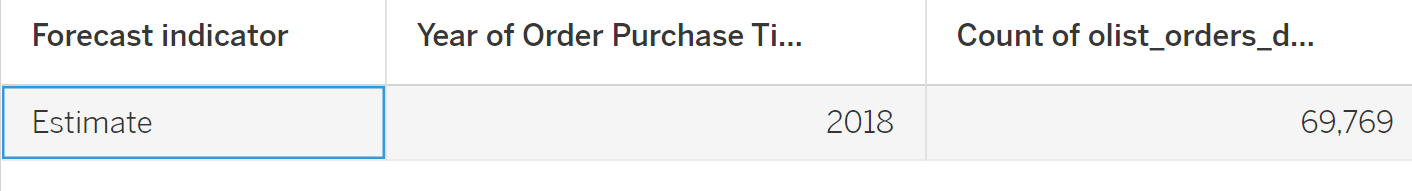 Forecast indicator Year of Order Purchase Ti... Count of olist_orders_d...
Estimate 2018 69,769